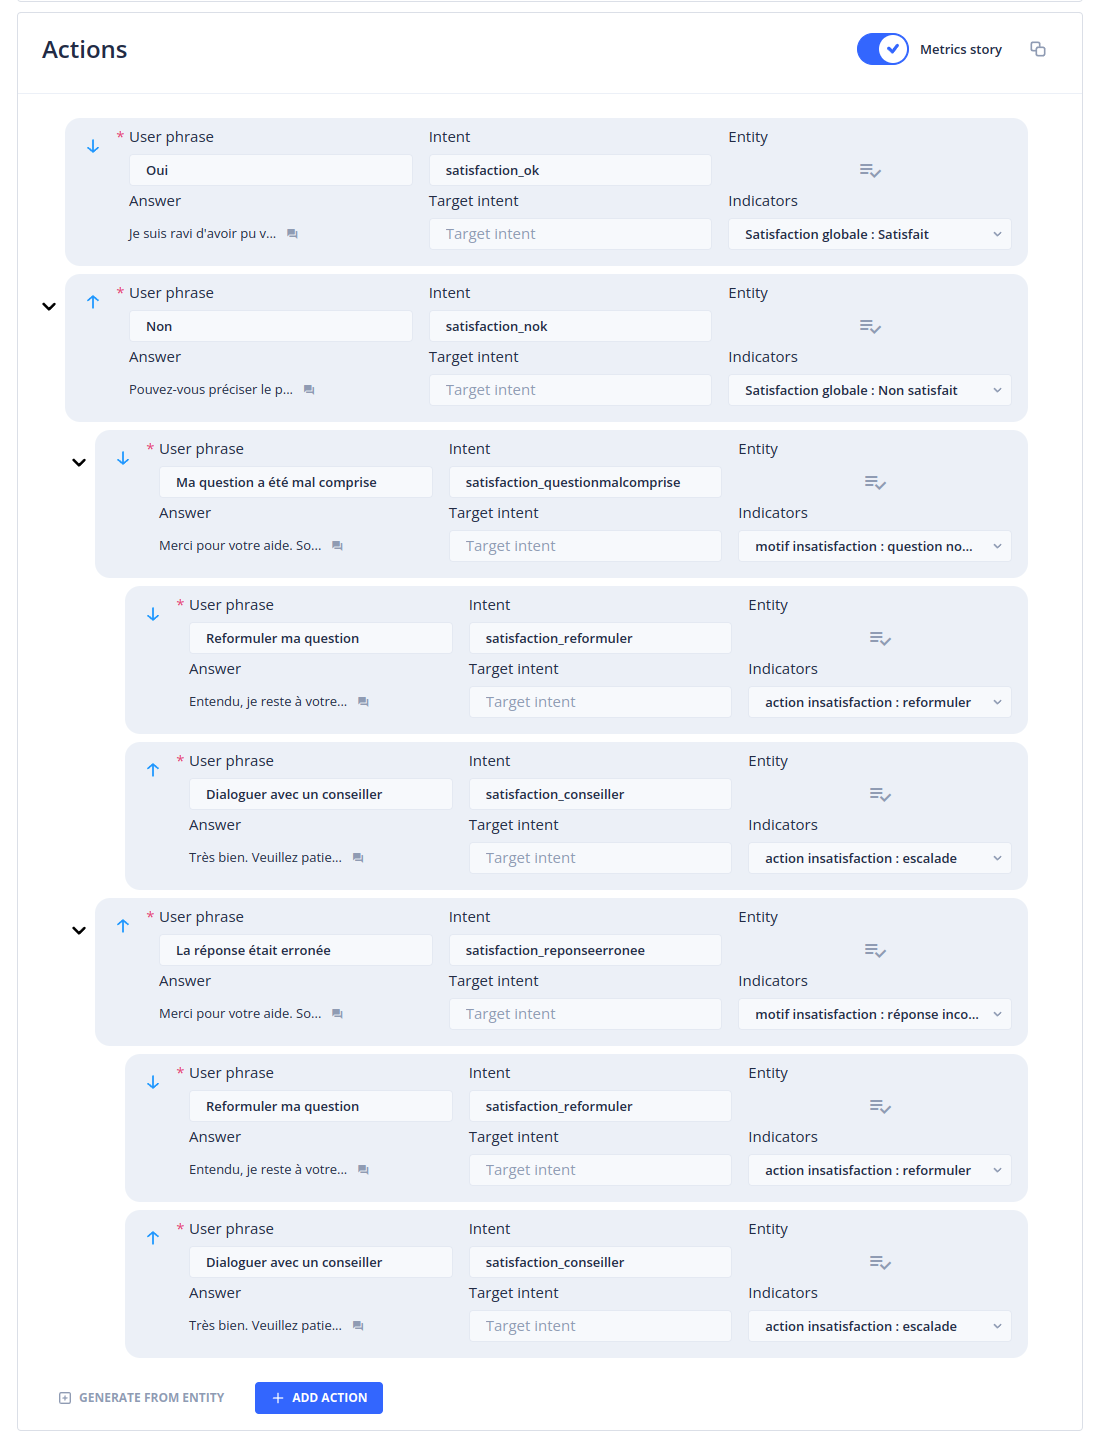 Actions
Metrics story
* User phrase Intent Entity
Oui satisfaction_ok
Answer Target intent Indicators
Je suis ravi d'avoir pu v... Target intent Satisfaction globale : Satisfait
* User phrase Intent Entity
Non satisfaction_nok
Answer Target intent Indicators
Pouvez-vous préciser le p... Target intent Satisfaction globale : Non satisfait
* User phrase Intent Entity
Ma question a été mal comprise satisfaction_questionmalcomprise
Answer Target intent Indicators
Merci pour votre aide. So... Target intent motif insatisfaction : question no...
* User phrase Intent Entity
Reformuler ma question satisfaction_reformuler
Answer Target intent Indicators
Entendu, je reste à votre... Target intent action insatisfaction : reformuler
* User phrase Intent Entity
Dialoguer avec un conseiller satisfaction_conseiller
Answer Target intent Indicators
Très bien. Veuillez patie... Target intent action insatisfaction : escalade
* User phrase Intent Entity
La réponse était erronée satisfaction_reponseerronee
Answer Target intent Indicators
Merci pour votre aide. So... Target intent motif insatisfaction : réponse inco...
* User phrase Intent Entity
Reformuler ma question satisfaction_reformuler
Answer Target intent Indicators
Entendu, je reste à votre... Target intent action insatisfaction : reformuler
* User phrase Intent Entity
Dialoguer avec un conseiller satisfaction_conseiller
Answer Target intent Indicators
Très bien. Veuillez patie... Target intent action insatisfaction : escalade
GENERATE FROM ENTITY ADD ACTION